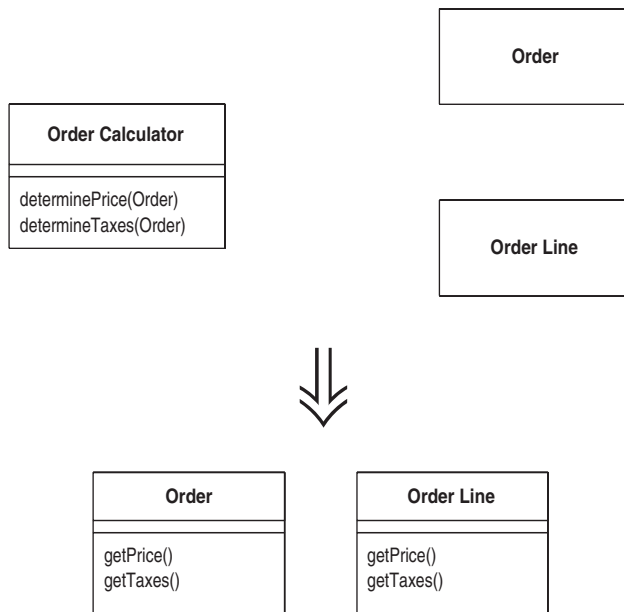 Order
Order Calculator
determinePrice(Order)
determineTaxes(Order)
Order Line
Order
getPrice()
getTaxes()
Order Line
getPrice()
getTaxes()